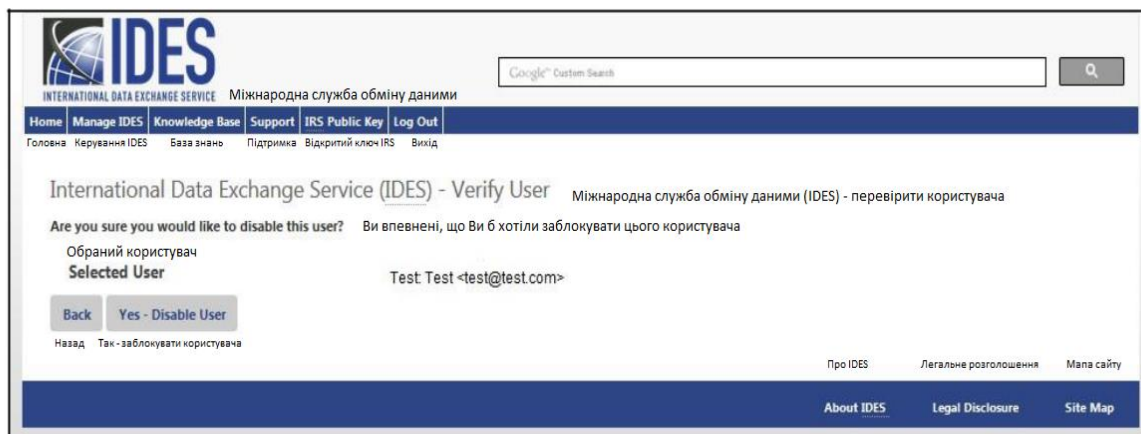 IDES
INTERNATIONAL DATA EXCHANGE SERVICE Міжнародна служба обміну даними
Google™ Custom Search
Home Manage IDES Knowledge Base Support IRS Public Key Log Out
Головна Керування IDES База знань Підтримка Відкритий ключ IRS Вихід
International Data Exchange Service (IDES) - Verify User Міжнародна служба обміну даними (IDES) - перевірити користувача
Are you sure you would like to disable this user? Ви впевнені, що Ви б хотіли заблокувати цього користувача
Обраний користувач
Selected User Test: Test <test@test.com>
Back Yes - Disable User
Назад Так - заблокувати користувача
Про IDES Легальне розголошення Мапа сайту
About IDES Legal Disclosure Site Map